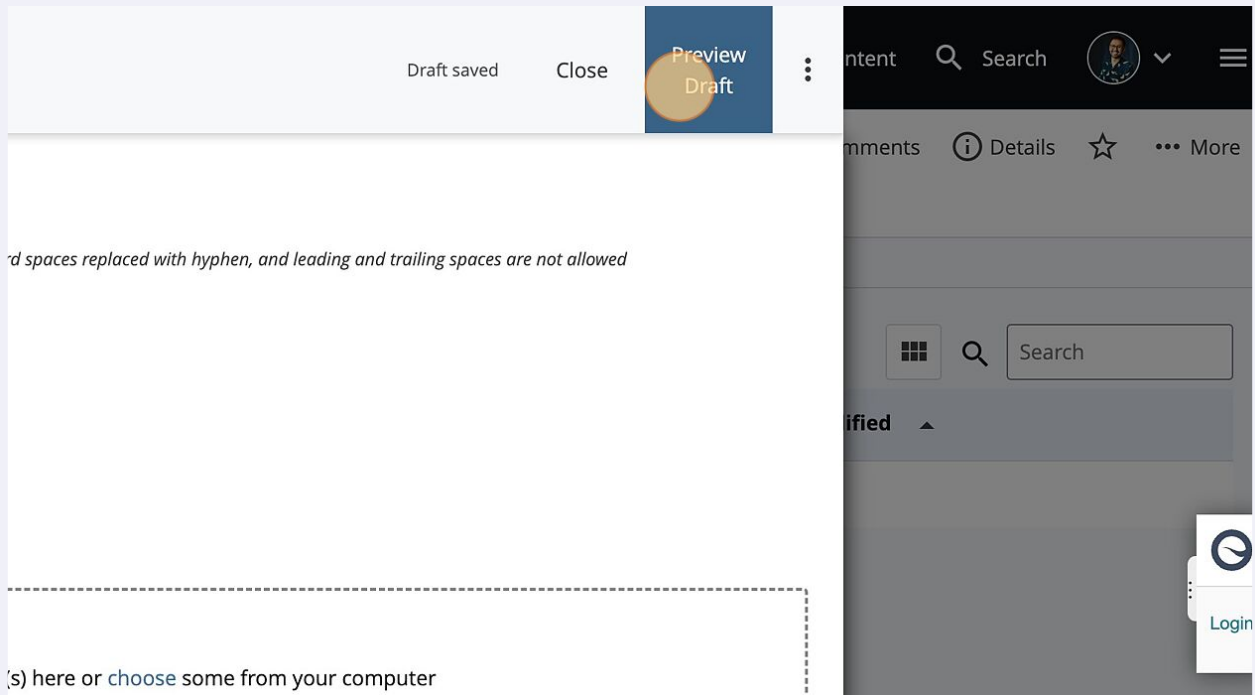 Draft saved
Close
Preview
Draft
ntent
Search
mments
Details
More
rd spaces replaced with hyphen, and leading and trailing spaces are not allowed
Search
ified
Login
(s) here or choose some from your computer